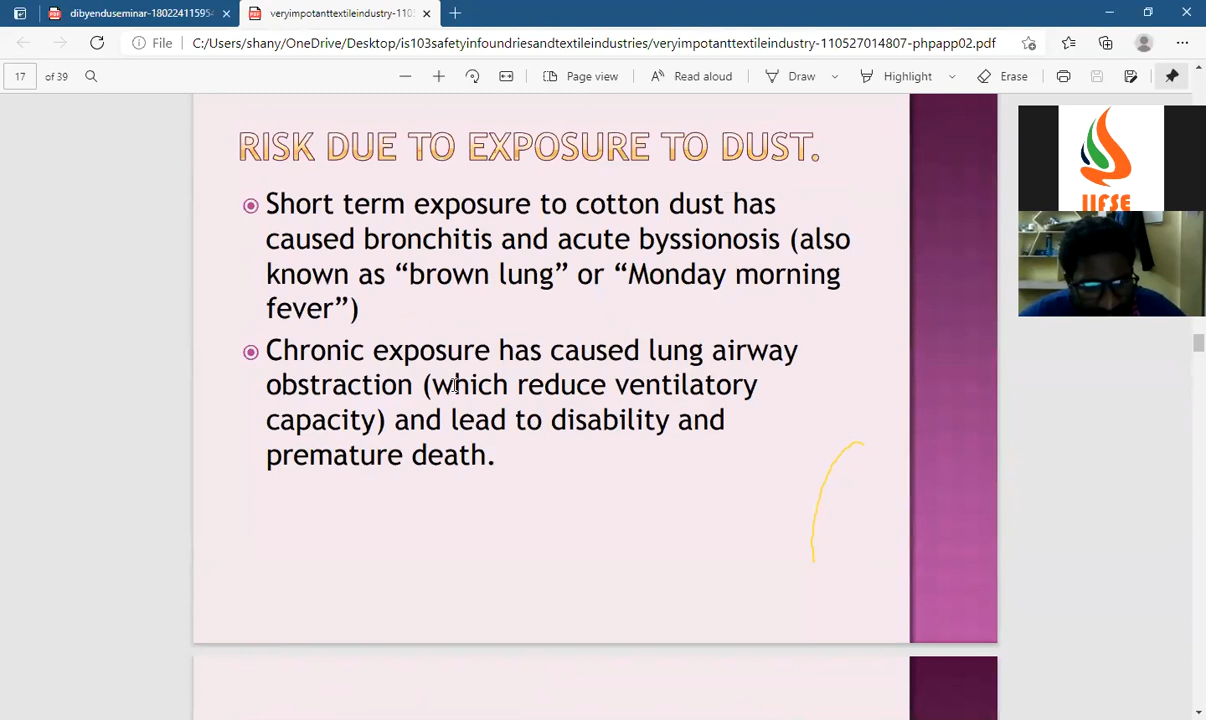 dibyenduseminar-18022411595
veryimpotanttextileindustry-110
File
C:/Users/shany/OneDrive/Desktop/is103safetyinfoundriesandtextileindustries/veryimpotanttextileindustry-110527014807-phpapp02.pdf
17 of 39
Page view
Read aloud
Draw
Highlight
Erase
RISK DUE TO EXPOSURE TO DUST.
Short term exposure to cotton dust has
caused bronchitis and acute byssionosis (also
known as “brown lung” or “Monday morning
fever”)
Chronic exposure has caused lung airway
obstraction (which reduce ventilatory
capacity) and lead to disability and
premature death.
IIFSE